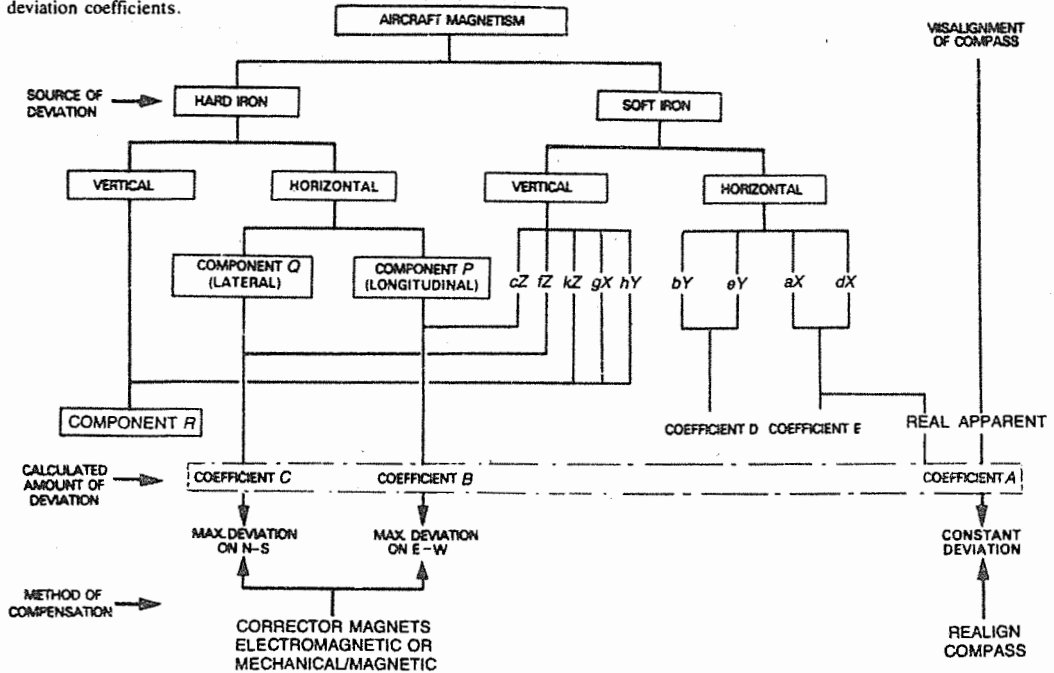 deviation coefficients.
AIRCRAFT MAGNETISM
MISALIGNMENT
OF COMPASS
SOURCE OF
DEVIATION
HARD IRON
SOFT IRON
VERTICAL
HORIZONTAL
VERTICAL
HORIZONTAL
COMPONENT Q
(LATERAL)
COMPONENT P
(LONGITUDINAL)
cZ fZ kZ gX hY
bY eY aX dX
COMPONENT R
COEFFICIENT D COEFFICIENT E
REAL APPARENT
CALCULATED
AMOUNT OF
DEVIATION
COEFFICIENT C
COEFFICIENT B
COEFFICIENT A
MAX. DEVIATION
ON N-S
MAX. DEVIATION
ON E-W
CONSTANT
DEVIATION
METHOD OF
COMPENSATION
CORRECTOR MAGNETS
ELECTROMAGNETIC OR
MECHANICAL/MAGNETIC
REALIGN
COMPASS